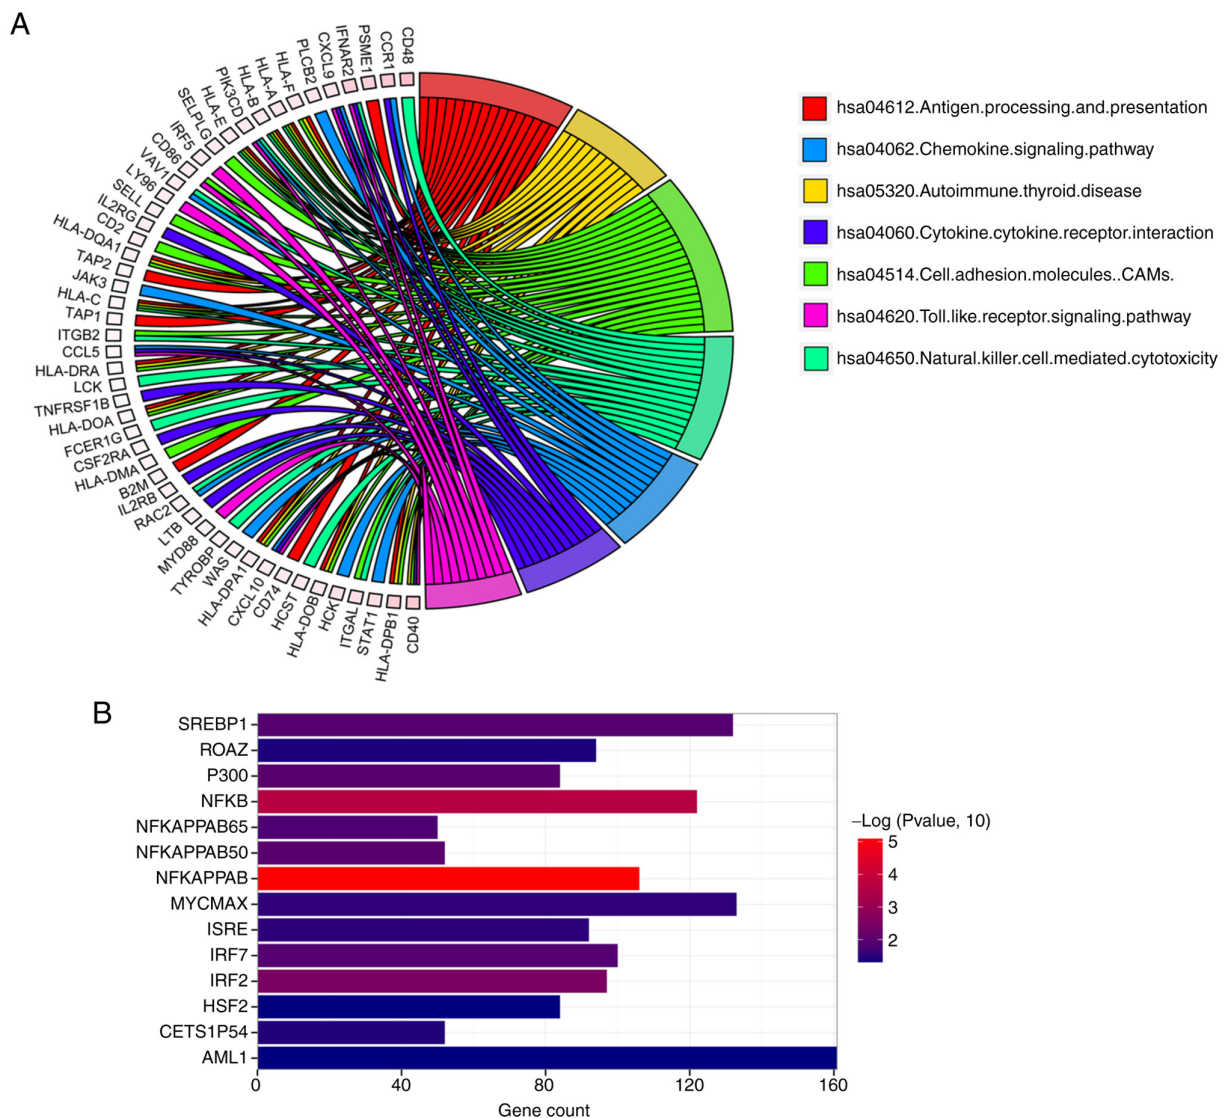 A
CD48
CCR1
PSME1
IFNAR2
CXCL9
PLCB2
HLA-F
HLA-A
HLA-B
PIK3CD
HLA-E
SELPLG
IRF5
CD86
VAV1
LY96
SELL
IL2RG
CD2
HLA-DQA1
TAP2
JAK3
HLA-C
TAP1
ITGB2
CCL5
HLA-DRA
LCK
TNFRSF1B
HLA-DOA
FCER1G
CSF2RA
HLA-DMA
B2M
IL2RB
RAC2
LTB
MYD88
TYROBP
WAS
HLA-DPA1
CXCL10
CD74
HCST
HLA-DOB
HCK
ITGAL
STAT1
HLA-DPB1
CD40
hsa04612.Antigen.processing.and.presentation
hsa04062.Chemokine.signaling.pathway
hsa05320.Autoimmune.thyroid.disease
hsa04060.Cytokine.cytokine.receptor.interaction
hsa04514.Cell.adhesion.molecules..CAMs.
hsa04620.Toll.like.receptor.signaling.pathway
hsa04650.Natural.killer.cell.mediated.cytotoxicity
B
SREBP1
ROAZ
P300
NFKB
NFKAPPAB65
NFKAPPAB50
NFKAPPAB
MYCMAX
ISRE
IRF7
IRF2
HSF2
CETS1P54
AML1
0 40 80 120 160
Gene count
−Log (Pvalue, 10)
5
4
3
2